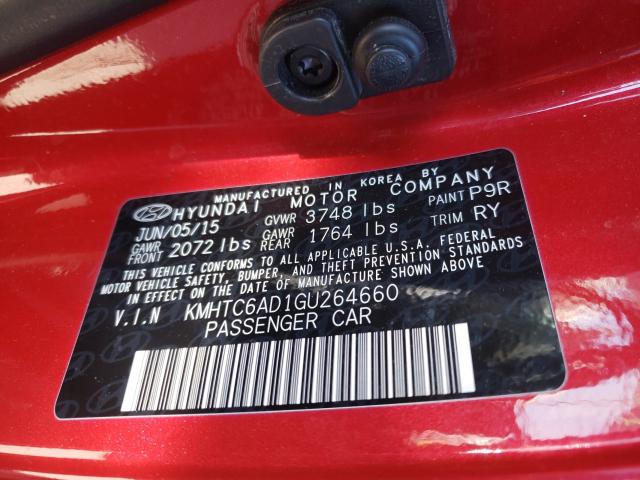 MANUFACTURED IN KOREA BY
HYUNDAI MOTOR COMPANY
JUN/05/15 GVWR 3748 lbs PAINT P9R
GAWR FRONT 2072 lbs GAWR REAR 1764 lbs TRIM RY
THIS VEHICLE CONFORMS TO ALL APPLICABLE U.S.A. FEDERAL
MOTOR VEHICLE SAFETY, BUMPER, AND THEFT PREVENTION STANDARDS
IN EFFECT ON THE DATE OF MANUFACTURE SHOWN ABOVE.
V.I.N KMHTC6AD1GU264660
PASSENGER CAR